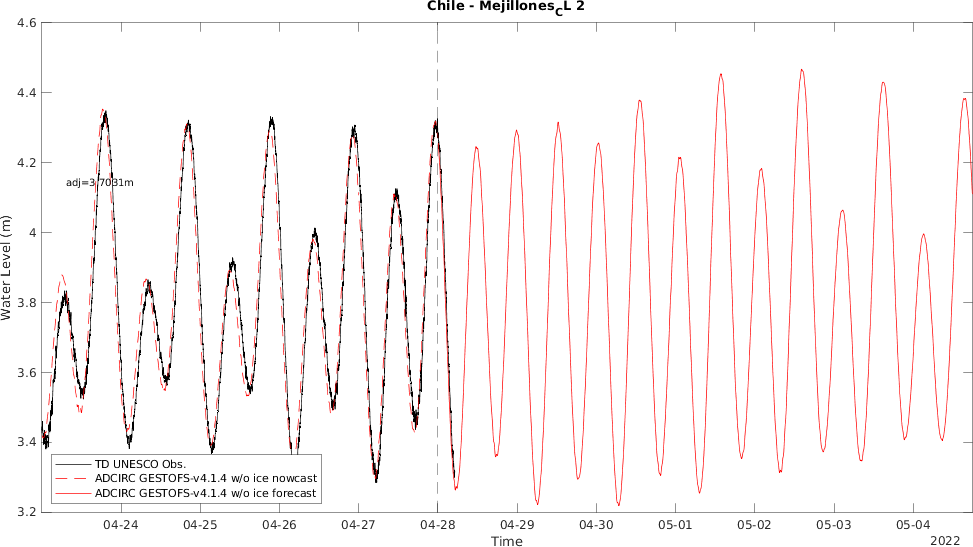 Chile - Mejillones_CL 2
4.6
4.4
4.2
4
3.8
3.6
3.4
3.2
Water Level (m)
adj=3.7031m
TD UNESCO Obs.
ADCIRC GESTOFS-v4.1.4 w/o ice nowcast
ADCIRC GESTOFS-v4.1.4 w/o ice forecast
04-24 04-25 04-26 04-27 04-28 04-29 04-30 05-01 05-02 05-03 05-04
Time
2022